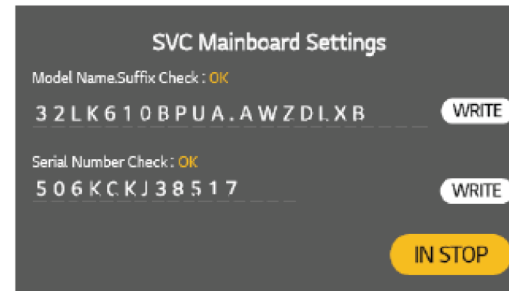 SVC Mainboard Settings
Model Name.Suffix Check : OK
32LK610BPUA.AWZDLXB
WRITE
Serial Number Check : OK
506KCKJ38517
WRITE
IN STOP